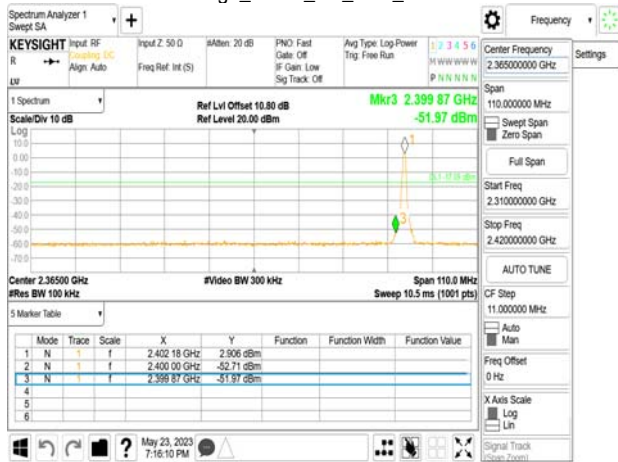 Spectrum Analyzer 1
Swept SA
Frequency
Settings
KEYSIGHT
R
LXI
Input: RF
Coupling: DC
Align: Auto
Input Z: 50 Ω
Freq Ref: Int (S)
#Atten: 20 dB
PNO: Fast
Gate: Off
IF Gain: Low
Sig Track: Off
Avg Type: Log-Power
Trig: Free Run
1 2 3 4 5 6
M W W W W W
P N N N N N
1 Spectrum
Scale/Div 10 dB
Ref Lvl Offset 10.80 dB
Ref Level 20.00 dBm
Mkr3 2.399 87 GHz
-51.97 dBm
Log
10.0
0.00
-10.0
-20.0
-30.0
-40.0
-50.0
-60.0
-70.0
1
3
Center 2.36500 GHz
#Res BW 100 kHz
#Video BW 300 kHz
Span 110.0 MHz
Sweep 10.5 ms (1001 pts)
5 Marker Table
Mode Trace Scale X Y Function Function Width Function Value
1 N 1 f 2.402 18 GHz 2.906 dBm
2 N 1 f 2.400 00 GHz -52.71 dBm
3 N 1 f 2.399 87 GHz -51.97 dBm
4
5
6
May 23, 2023
7:16:10 PM
Center Frequency
2.365000000 GHz
Span
110.000000 MHz
Swept Span
Zero Span
Full Span
Start Freq
2.310000000 GHz
Stop Freq
2.420000000 GHz
AUTO TUNE
CF Step
11.000000 MHz
Auto
Man
Freq Offset
0 Hz
X Axis Scale
Log
Lin
Signal Track
(Span Zoom)